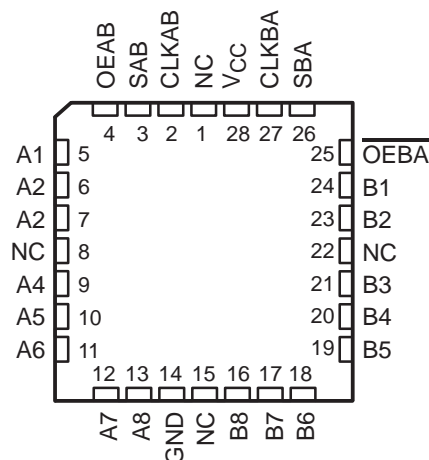 OEAB SAB CLKAB NC VCC CLKBA SBA
4 3 2 1 28 27 26
A1 5 25 OEBA
A2 6 24 B1
A2 7 23 B2
NC 8 22 NC
A4 9 21 B3
A5 10 20 B4
A6 11 19 B5
12 13 14 15 16 17 18
A7 A8 GND NC B8 B7 B6